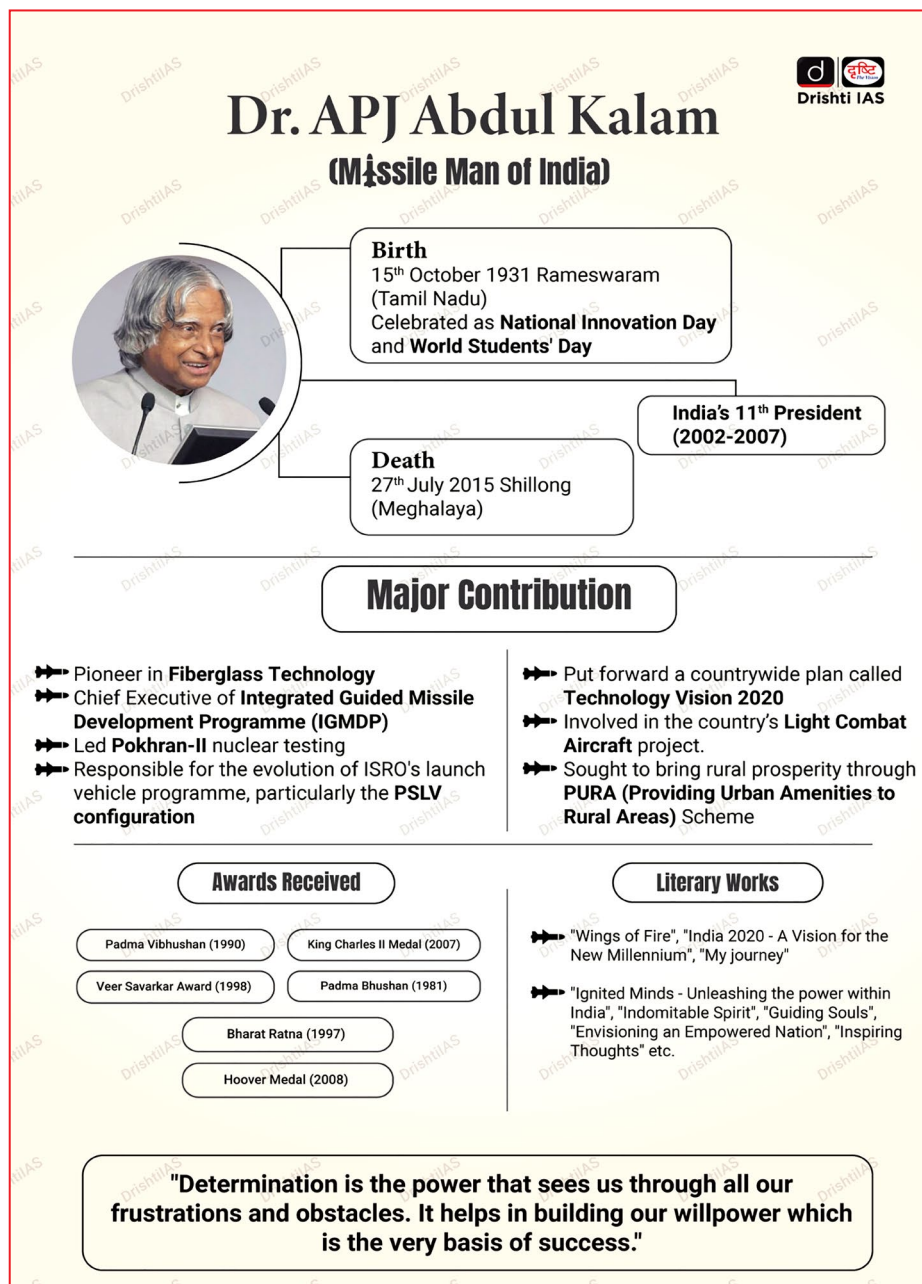 दृष्टि
The Vision
Drishti IAS
Dr. APJ Abdul Kalam
(Missile Man of India)
Birth
15th October 1931 Rameswaram
(Tamil Nadu)
Celebrated as National Innovation Day
and World Students' Day
India's 11th President
(2002-2007)
Death
27th July 2015 Shillong
(Meghalaya)
Major Contribution
Pioneer in Fiberglass Technology
Chief Executive of Integrated Guided Missile
Development Programme (IGMDP)
Led Pokhran-II nuclear testing
Responsible for the evolution of ISRO's launch
vehicle programme, particularly the PSLV
configuration
Put forward a countrywide plan called
Technology Vision 2020
Involved in the country's Light Combat
Aircraft project.
Sought to bring rural prosperity through
PURA (Providing Urban Amenities to
Rural Areas) Scheme
Awards Received
Padma Vibhushan (1990)
King Charles II Medal (2007)
Veer Savarkar Award (1998)
Padma Bhushan (1981)
Bharat Ratna (1997)
Hoover Medal (2008)
Literary Works
"Wings of Fire", "India 2020 - A Vision for the
New Millennium", "My journey"
"Ignited Minds - Unleashing the power within
India", "Indomitable Spirit", "Guiding Souls",
"Envisioning an Empowered Nation", "Inspiring
Thoughts" etc.
"Determination is the power that sees us through all our
frustrations and obstacles. It helps in building our willpower which
is the very basis of success."